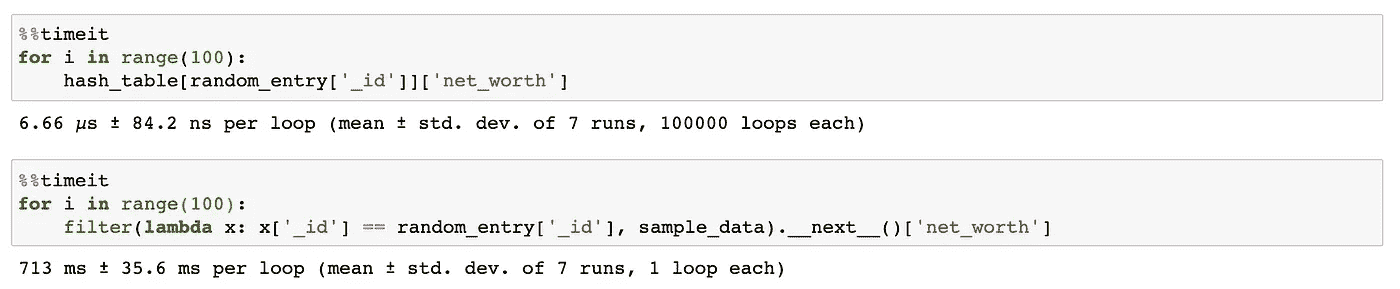 %%timeit
for i in range(100):
    hash_table[random_entry['_id']]['net_worth']
6.66 µs ± 84.2 ns per loop (mean ± std. dev. of 7 runs, 100000 loops each)
%%timeit
for i in range(100):
    filter(lambda x: x['_id'] == random_entry['_id'], sample_data).__next__()['net_worth']
713 ms ± 35.6 ms per loop (mean ± std. dev. of 7 runs, 1 loop each)